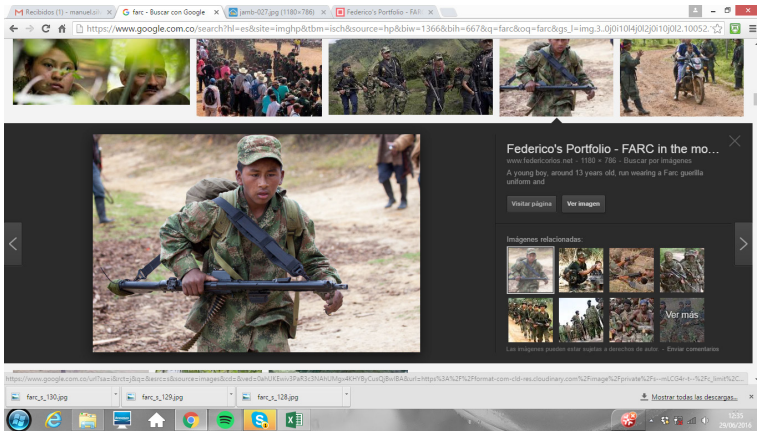 Recibidos (1) - manuel.al
farc - Buscar con Google
jamb-027.jpg (1180×786)
Federico's Portfolio - FAR
https://www.google.com.co/search?hl=es&site=imghp&tbm=isch&source=hp&biw=1366&bih=667&q=farc&oq=farc&gs_l=img.3..0j0i10l4j0l2j0i10j0l2.10052.
Federico's Portfolio - FARC in the mo...
www.federicorios.net - 1180 × 786 - Buscar por imágenes
A young boy, around 13 years old, run wearing a Farc guerilla
uniform and
Visitar página
Ver imagen
Imágenes relacionadas:
Ver más
Las imágenes pueden estar sujetas a derechos de autor. - Enviar comentarios
farc_s_130.jpg
farc_s_129.jpg
farc_s_128.jpg
Mostrar todas las descargas...
12:35
29/06/2016